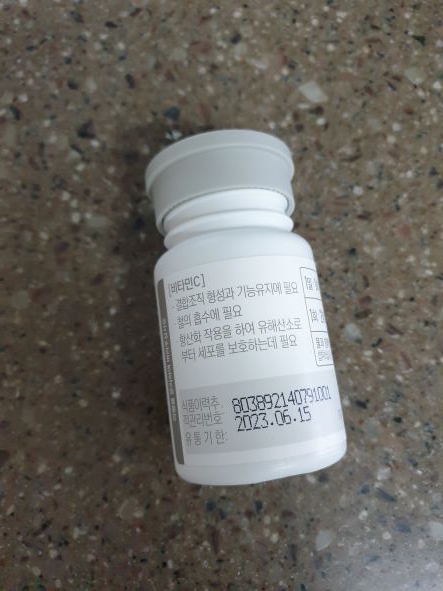 [비타민C]
· 결합조직 형성과 기능유지에 필요
· 철의 흡수에 필요
· 항산화 작용을 하여 유해산소로
부터 세포를 보호하는데 필요
식품이력추·
적관리번호:
803892140791001
2023.06.15
유 통 기 한: